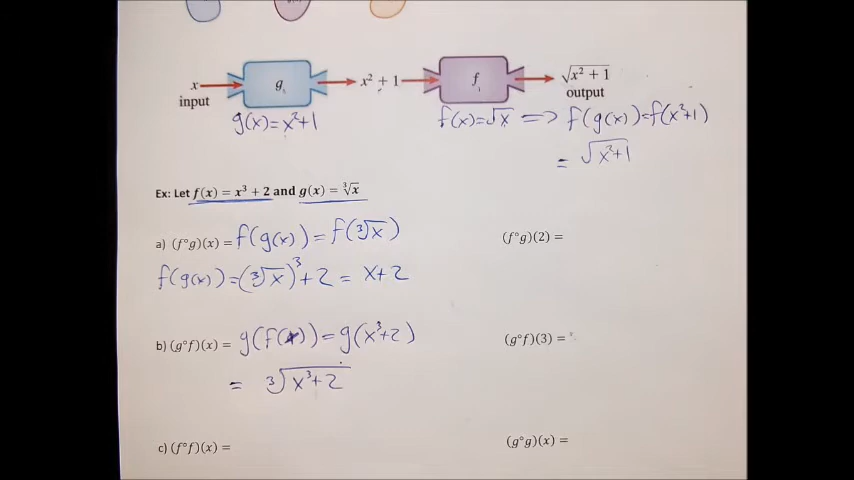 x input g x² + 1 f √(x² + 1) output
g(x) = x²+1 f(x) = √x => f(g(x)) = f(x²+1)
= √(x²+1)
Ex: Let f(x) = x³ + 2 and g(x) = ∛x
a) (f°g)(x) = f(g(x)) = f(∛x) (f°g)(2) =
f(g(x)) = (∛x)³ + 2 = x + 2
b) (g°f)(x) = g(f(x)) = g(x³+2) (g°f)(3) =
= ∛(x³+2)
c) (f°f)(x) = (g°g)(x) =